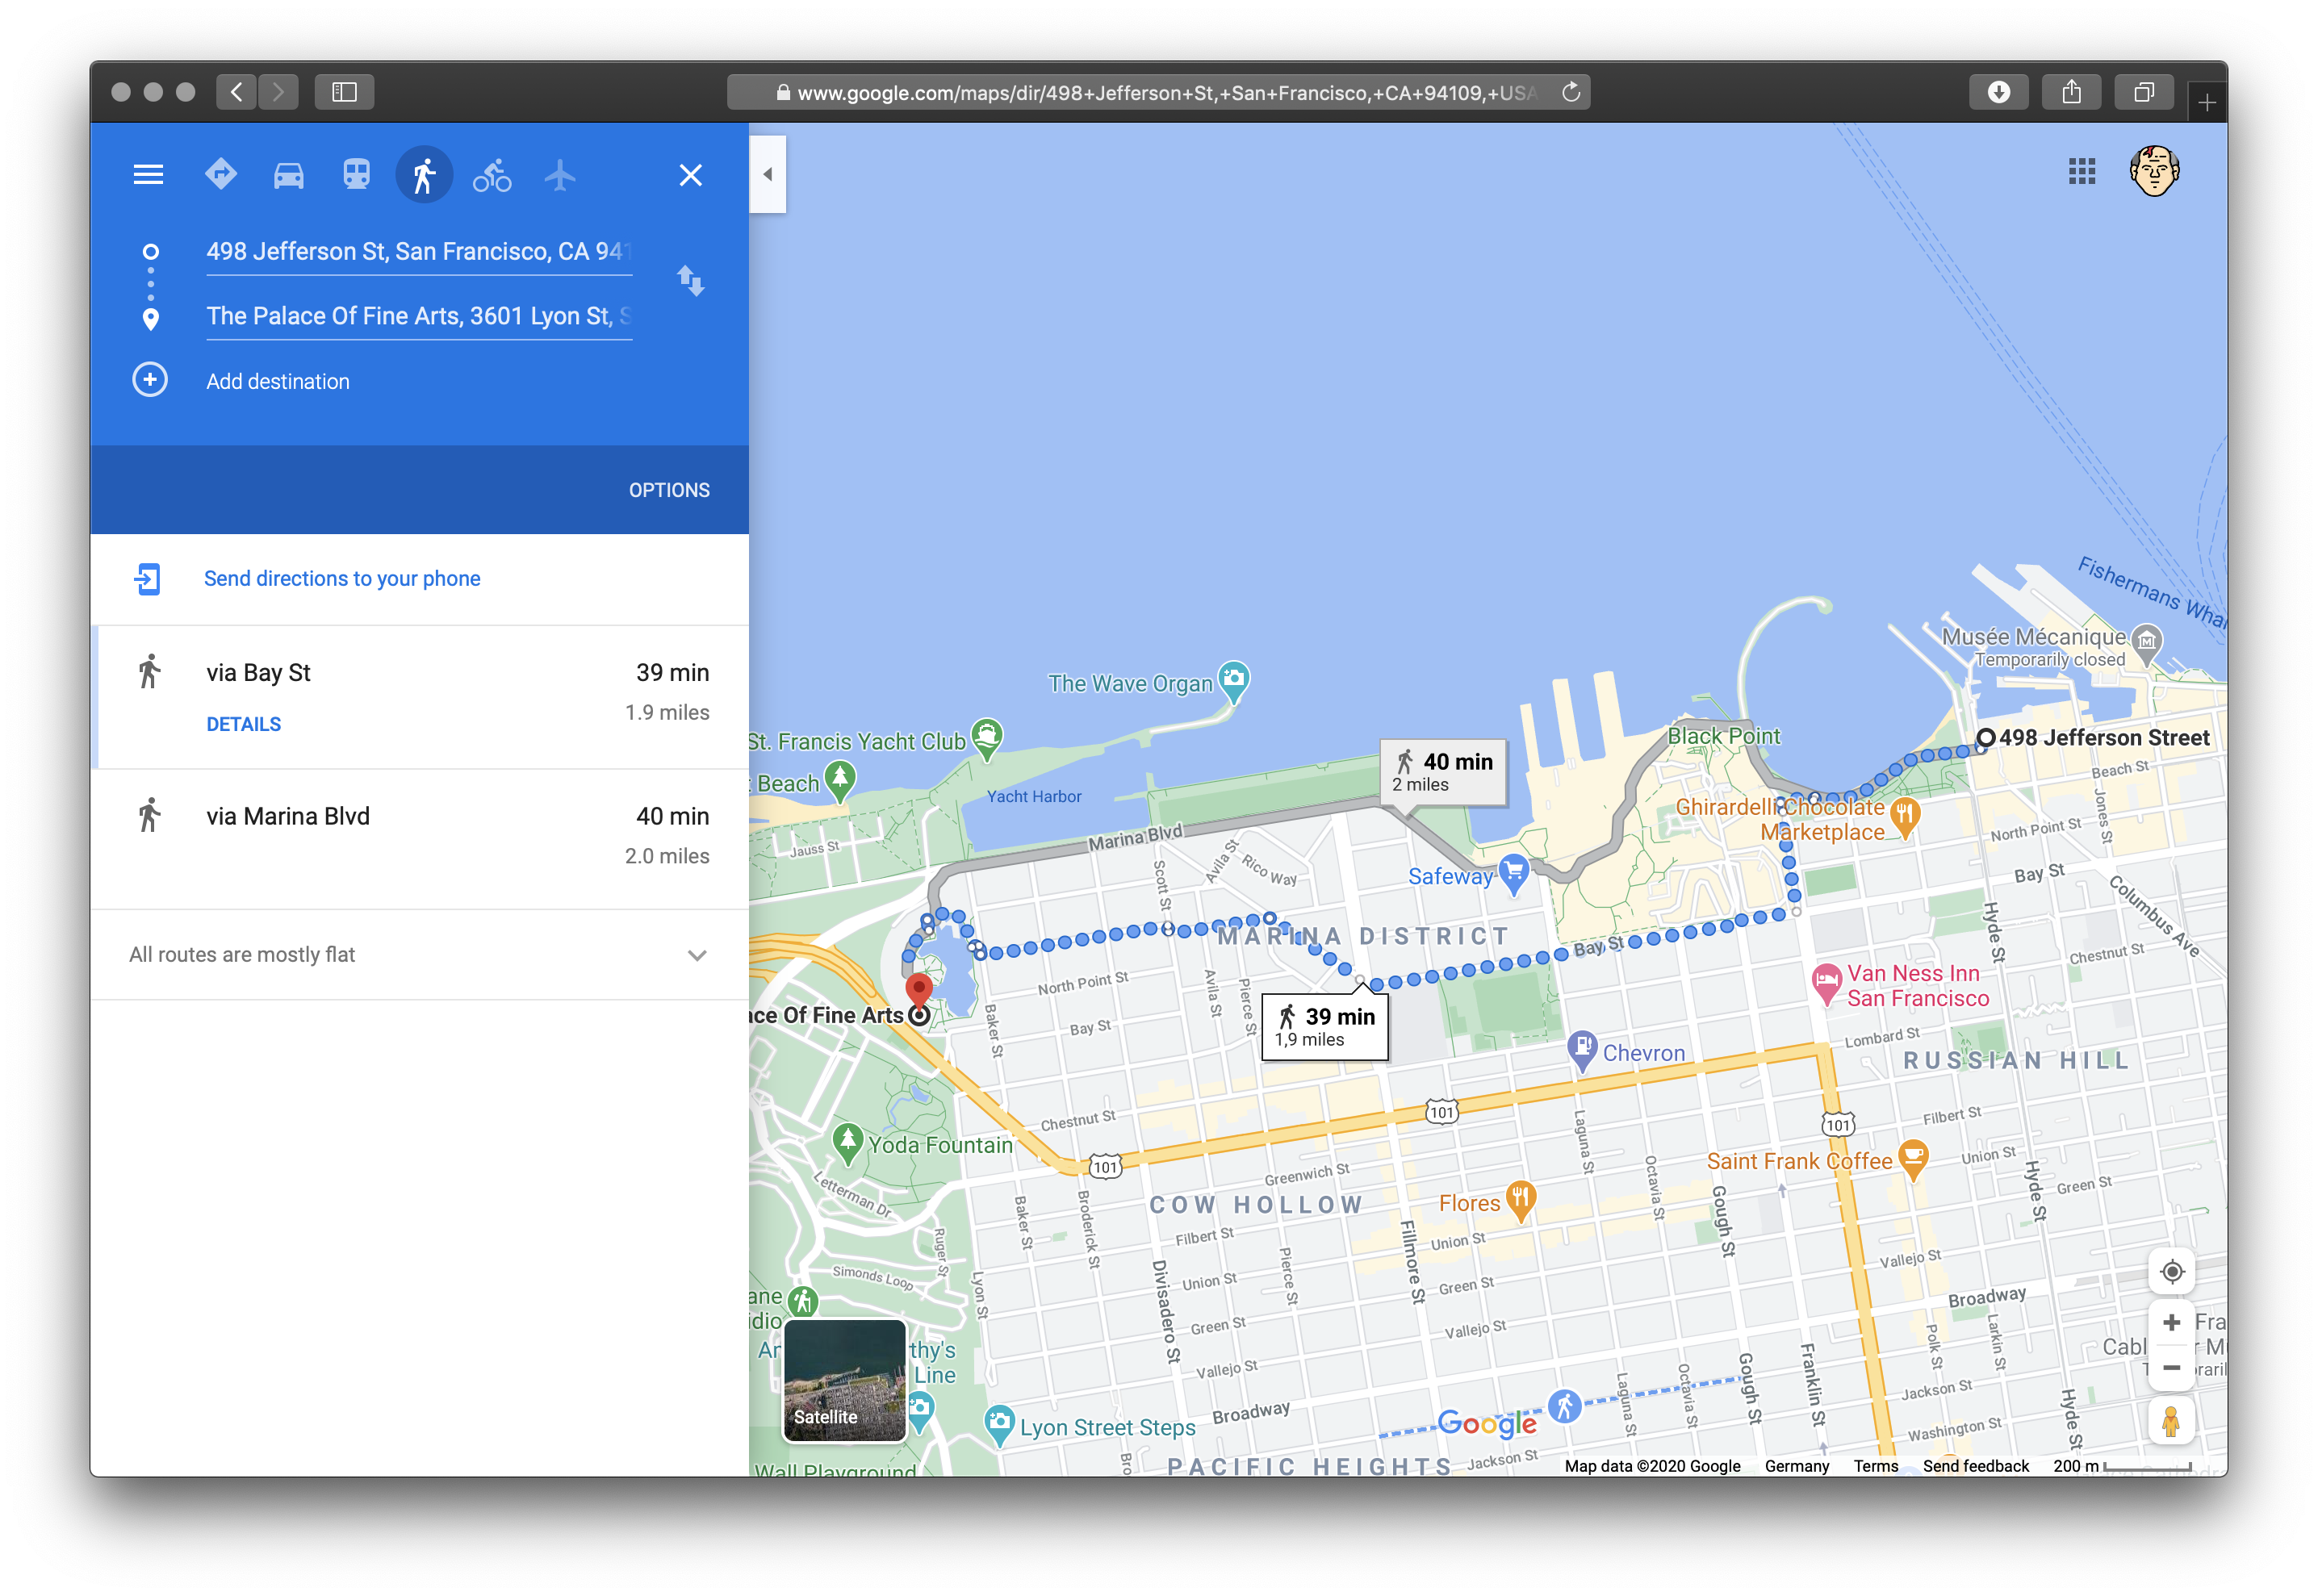 www.google.com/maps/dir/498+Jefferson+St,+San+Francisco,+CA+94109,+USA
498 Jefferson St, San Francisco, CA 941
The Palace Of Fine Arts, 3601 Lyon St, S
Add destination
OPTIONS
Send directions to your phone
via Bay St
39 min
1.9 miles
DETAILS
via Marina Blvd
40 min
2.0 miles
All routes are mostly flat
Fishermans Wha
Musée Mécanique
Temporarily closed
The Wave Organ
St. Francis Yacht Club
Beach
Yacht Harbor
Black Point
498 Jefferson Street
40 min
2 miles
Beach St
Jones St
Ghirardelli Chocolate
Marketplace
North Point St
Marina Blvd
Jauss St
Avila St
Rico Way
Scott St
Safeway
Bay St
Columbus Ave
Hyde St
MARINA DISTRICT
Bay St
Chestnut St
North Point St
Avila St
Pierce St
Van Ness Inn
San Francisco
ace Of Fine Arts
39 min
1,9 miles
Baker St
Bay St
Chevron
Lombard St
RUSSIAN HILL
Chestnut St
101
101
101
Filbert St
Yoda Fountain
Laguna St
Saint Frank Coffee
Union St
Octavia St
Gough St
Hyde St
Green St
Greenwich St
Letterman Dr
COW HOLLOW
Flores
Baker St
Broderick St
Ruger St
Filbert St
Fillmore St
Union St
Vallejo St
Simonds Loop
Lyon St
Union St
Divisadero St
Pierce St
Green St
Broadway
ane
idio
Green St
Vallejo St
Polk St
Larkin St
Fra
Cabl
r M
An
thy's
Line
Satellite
Vallejo St
Laguna St
Octavia St
Gough St
Franklin St
Jackson St
Hyde St
Lyon Street Steps
Broadway
Google
Washington St
Wall Playground
Bro
PACIFIC HEIGHTS
Jackson St
Map data ©2020 Google
Germany
Terms
Send feedback
200 m